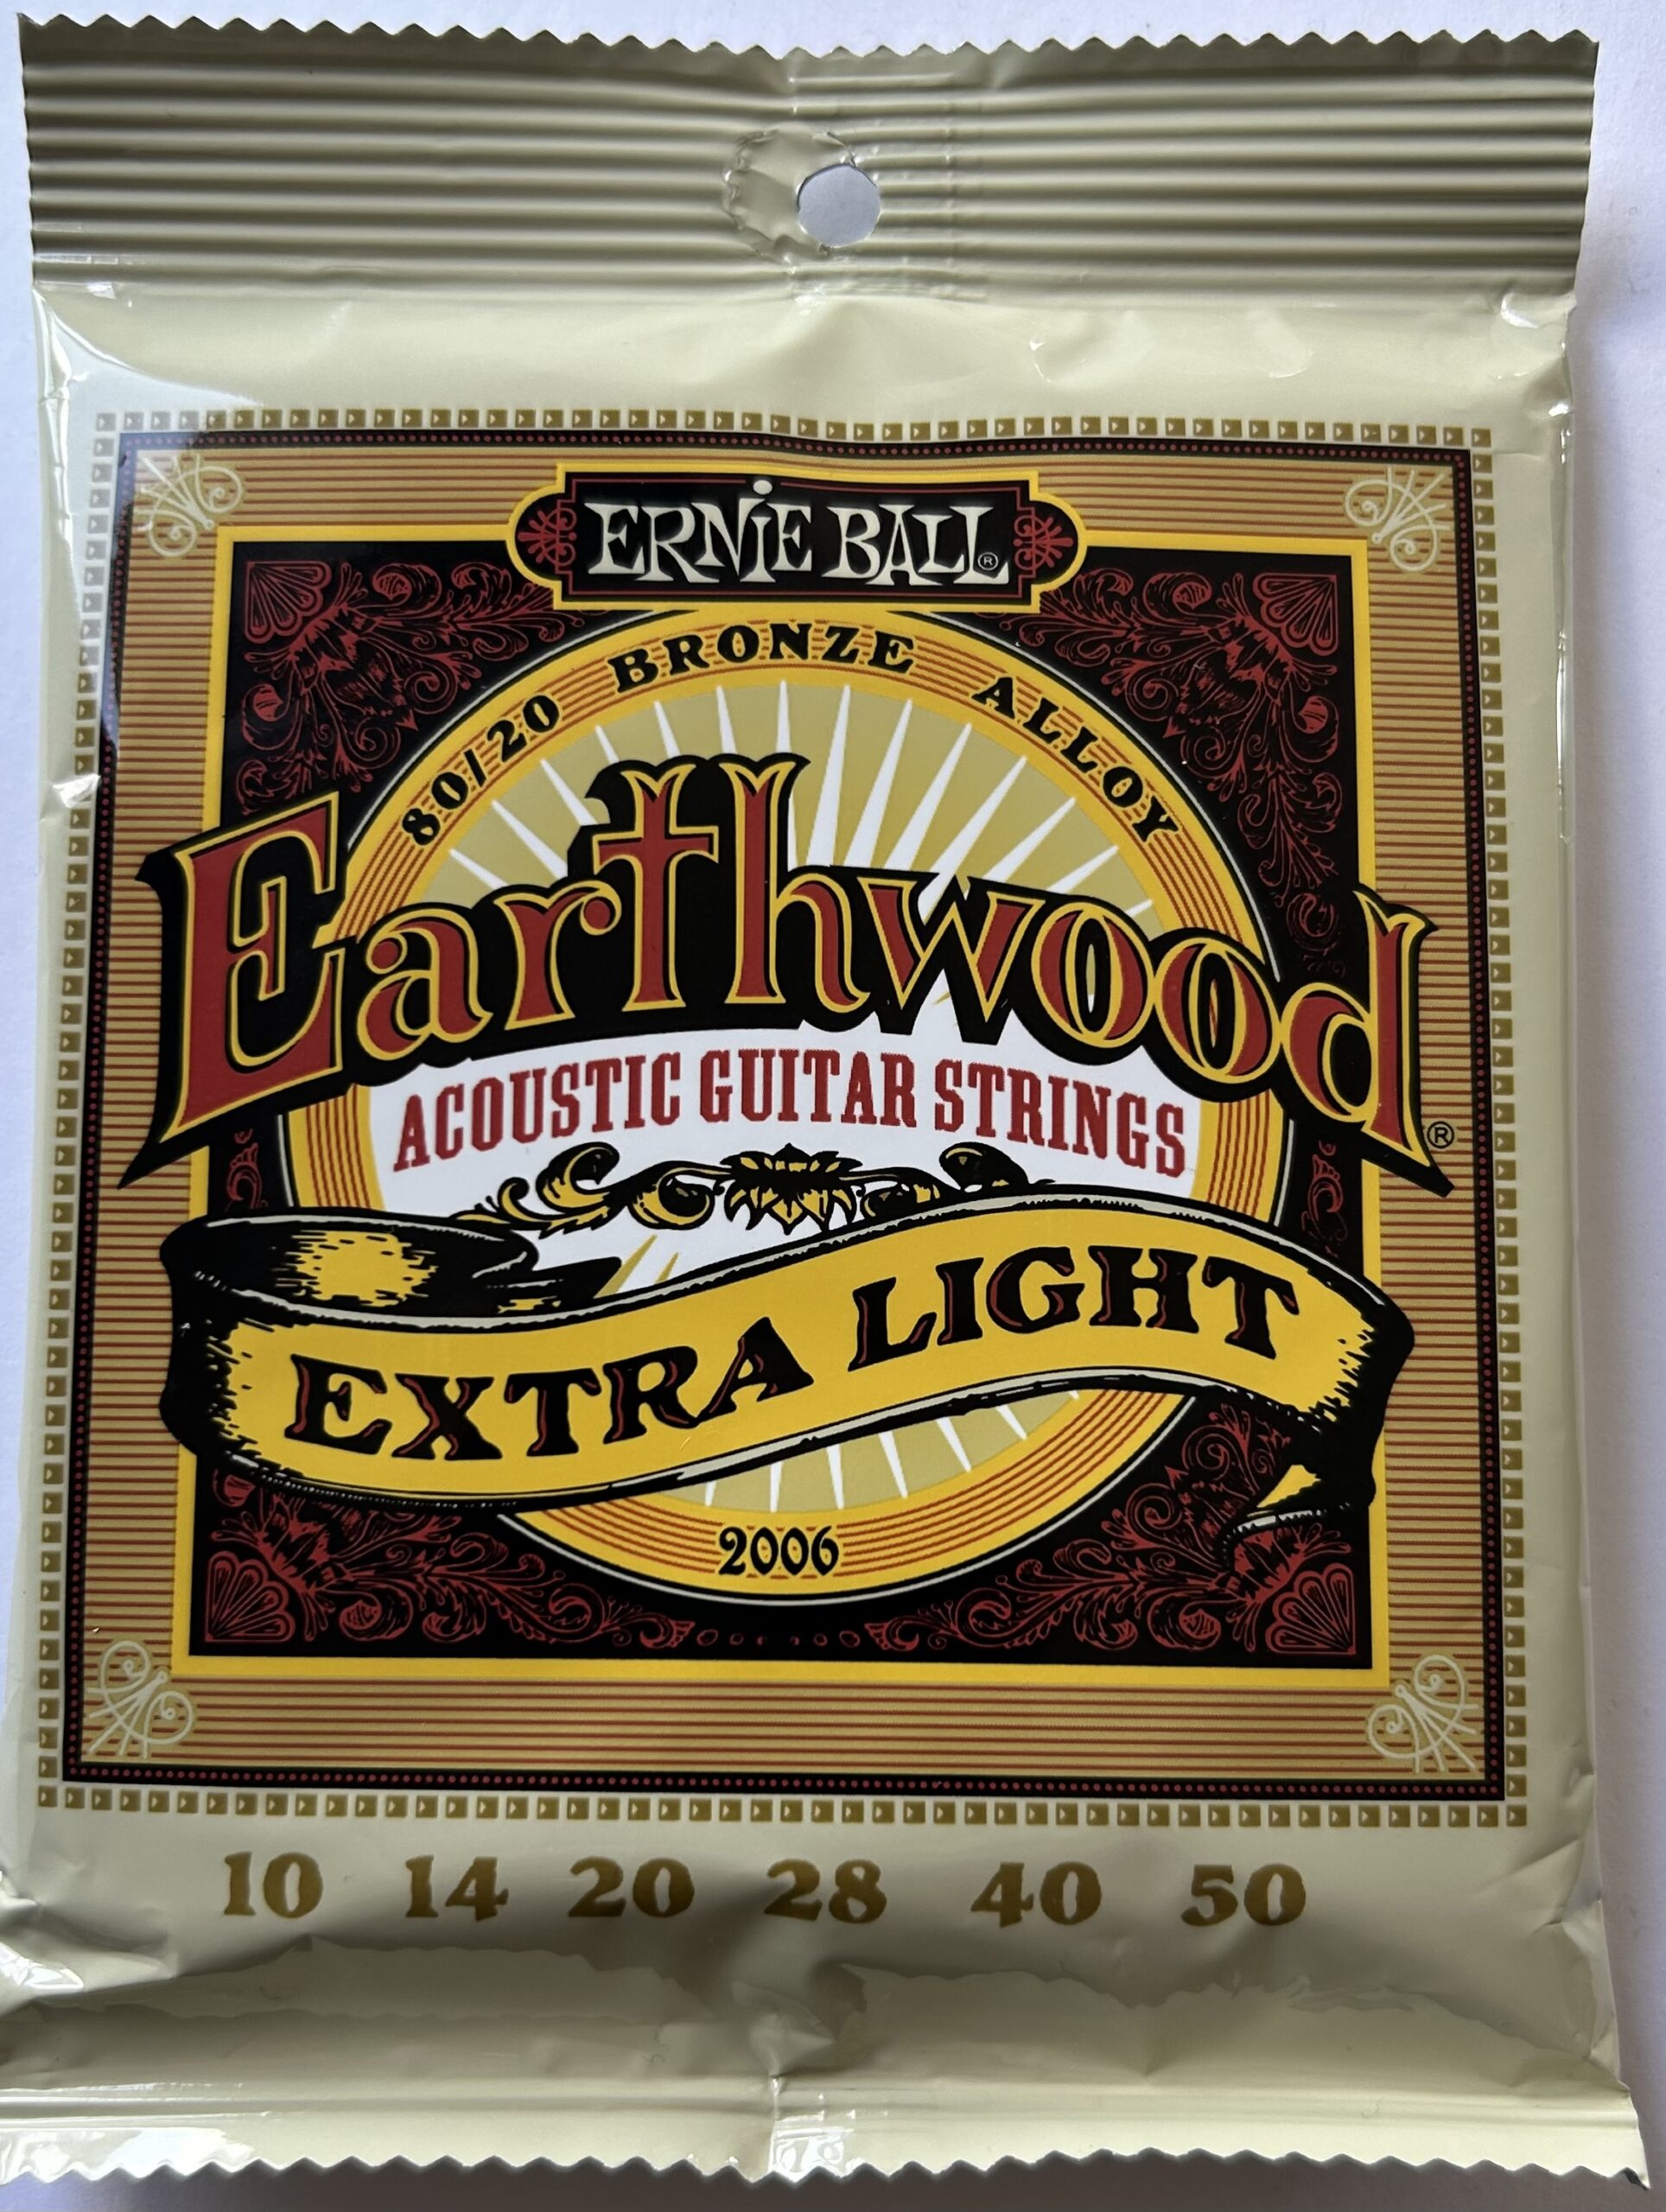 ERNIE BALL®
80/20 BRONZE ALLOY
Earthwood®
ACOUSTIC GUITAR STRINGS
EXTRA LIGHT
2006
10 14 20 28 40 50